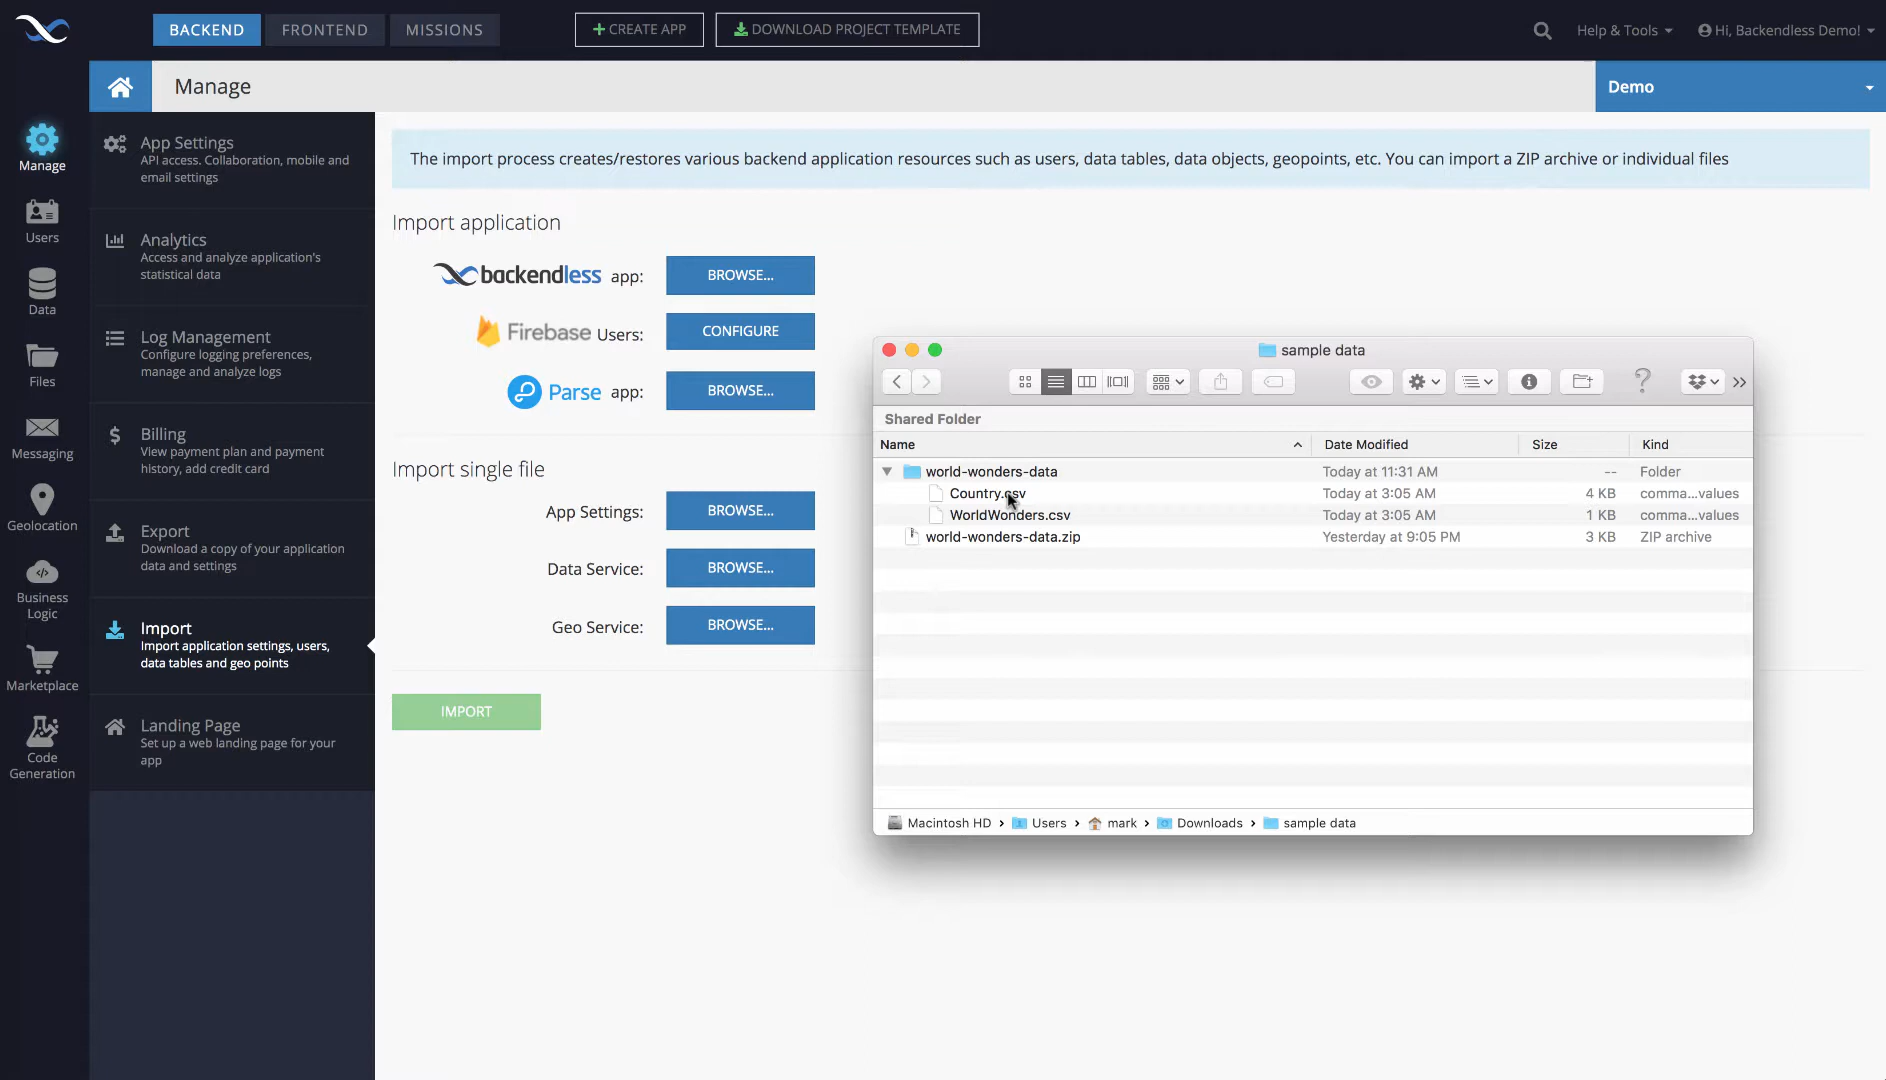 BACKEND
FRONTEND
MISSIONS
+ CREATE APP
DOWNLOAD PROJECT TEMPLATE
Help & Tools
Hi, Backendless Demo!
Manage
Demo
Manage
Users
Data
Files
Messaging
Geolocation
Business
Logic
Marketplace
Code
Generation
App Settings
API access. Collaboration, mobile and
email settings
Analytics
Access and analyze application's
statistical data
Log Management
Configure logging preferences,
manage and analyze logs
Billing
View payment plan and payment
history, add credit card
Export
Download a copy of your application
data and settings
Import
Import application settings, users,
data tables and geo points
Landing Page
Set up a web landing page for your
app
The import process creates/restores various backend application resources such as users, data tables, data objects, geopoints, etc. You can import a ZIP archive or individual files
Import application
backendless app: BROWSE...
Firebase Users: CONFIGURE
Parse app: BROWSE...
Import single file
App Settings: BROWSE...
Data Service: BROWSE...
Geo Service: BROWSE...
IMPORT
sample data
Shared Folder
Name Date Modified Size Kind
world-wonders-data Today at 11:31 AM -- Folder
Country.csv Today at 3:05 AM 4 KB comma...values
WorldWonders.csv Today at 3:05 AM 1 KB comma...values
world-wonders-data.zip Yesterday at 9:05 PM 3 KB ZIP archive
Macintosh HD › Users › mark › Downloads › sample data